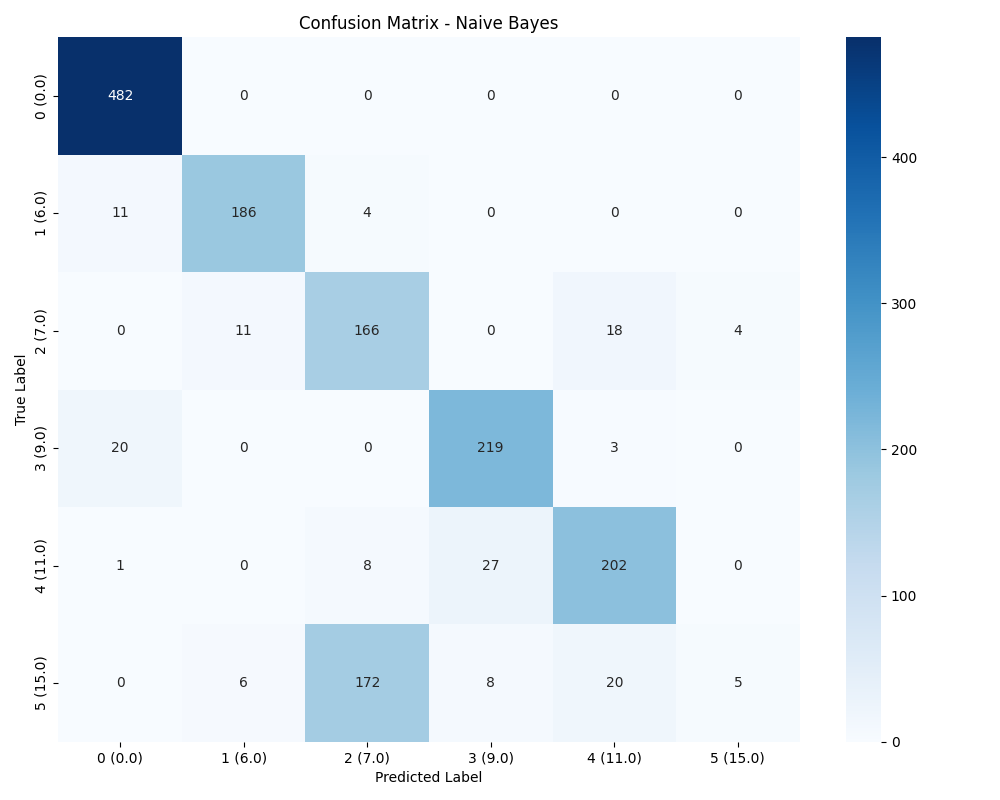 Confusion Matrix - Naive Bayes
True Label
0 (0.0) 482 0 0 0 0 0
1 (6.0) 11 186 4 0 0 0
2 (7.0) 0 11 166 0 18 4
3 (9.0) 20 0 0 219 3 0
4 (11.0) 1 0 8 27 202 0
5 (15.0) 0 6 172 8 20 5
0 (0.0) 1 (6.0) 2 (7.0) 3 (9.0) 4 (11.0) 5 (15.0)
Predicted Label
400
300
200
100
0